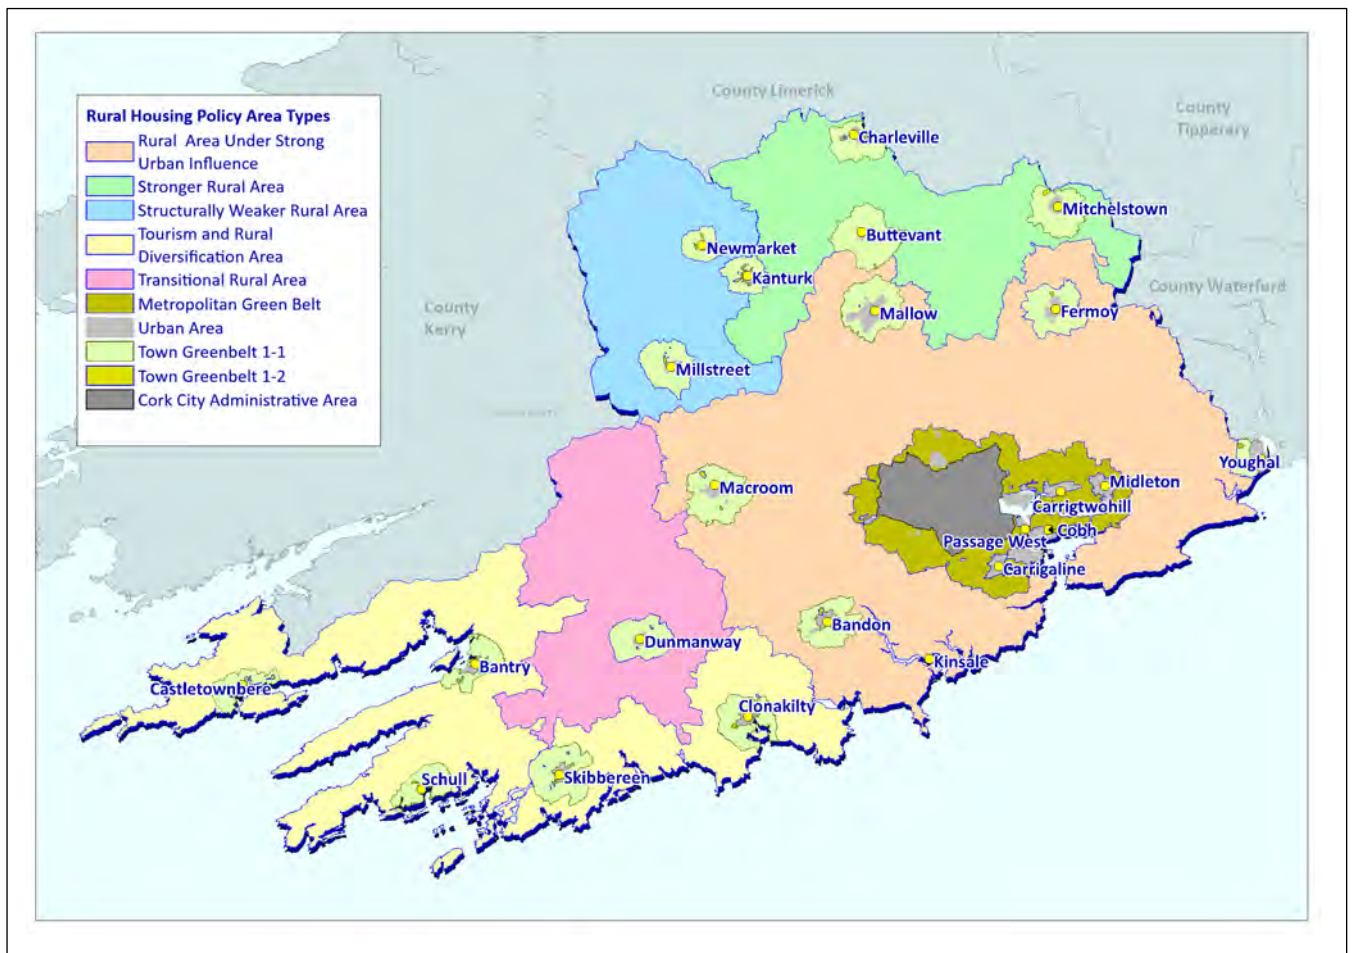 Rural Housing Policy Area Types
Rural Area Under Strong
Urban Influence
Stronger Rural Area
Structurally Weaker Rural Area
Tourism and Rural
Diversification Area
Transitional Rural Area
Metropolitan Green Belt
Urban Area
Town Greenbelt 1-1
Town Greenbelt 1-2
Cork City Administrative Area
County Limerick
County
Tipperary
Charleville
Mitchelstown
Buttevant
Newmarket
Kanturk
County Waterford
County
Kerry
Mallow
Fermoy
Millstreet
Youghal
Macroom
Midleton
Carrigtwohill
Cobh
Passage West
Carrigaline
Bandon
Dunmanway
Kinsale
Bantry
Castletownbere
Clonakilty
Schull
Skibbereen